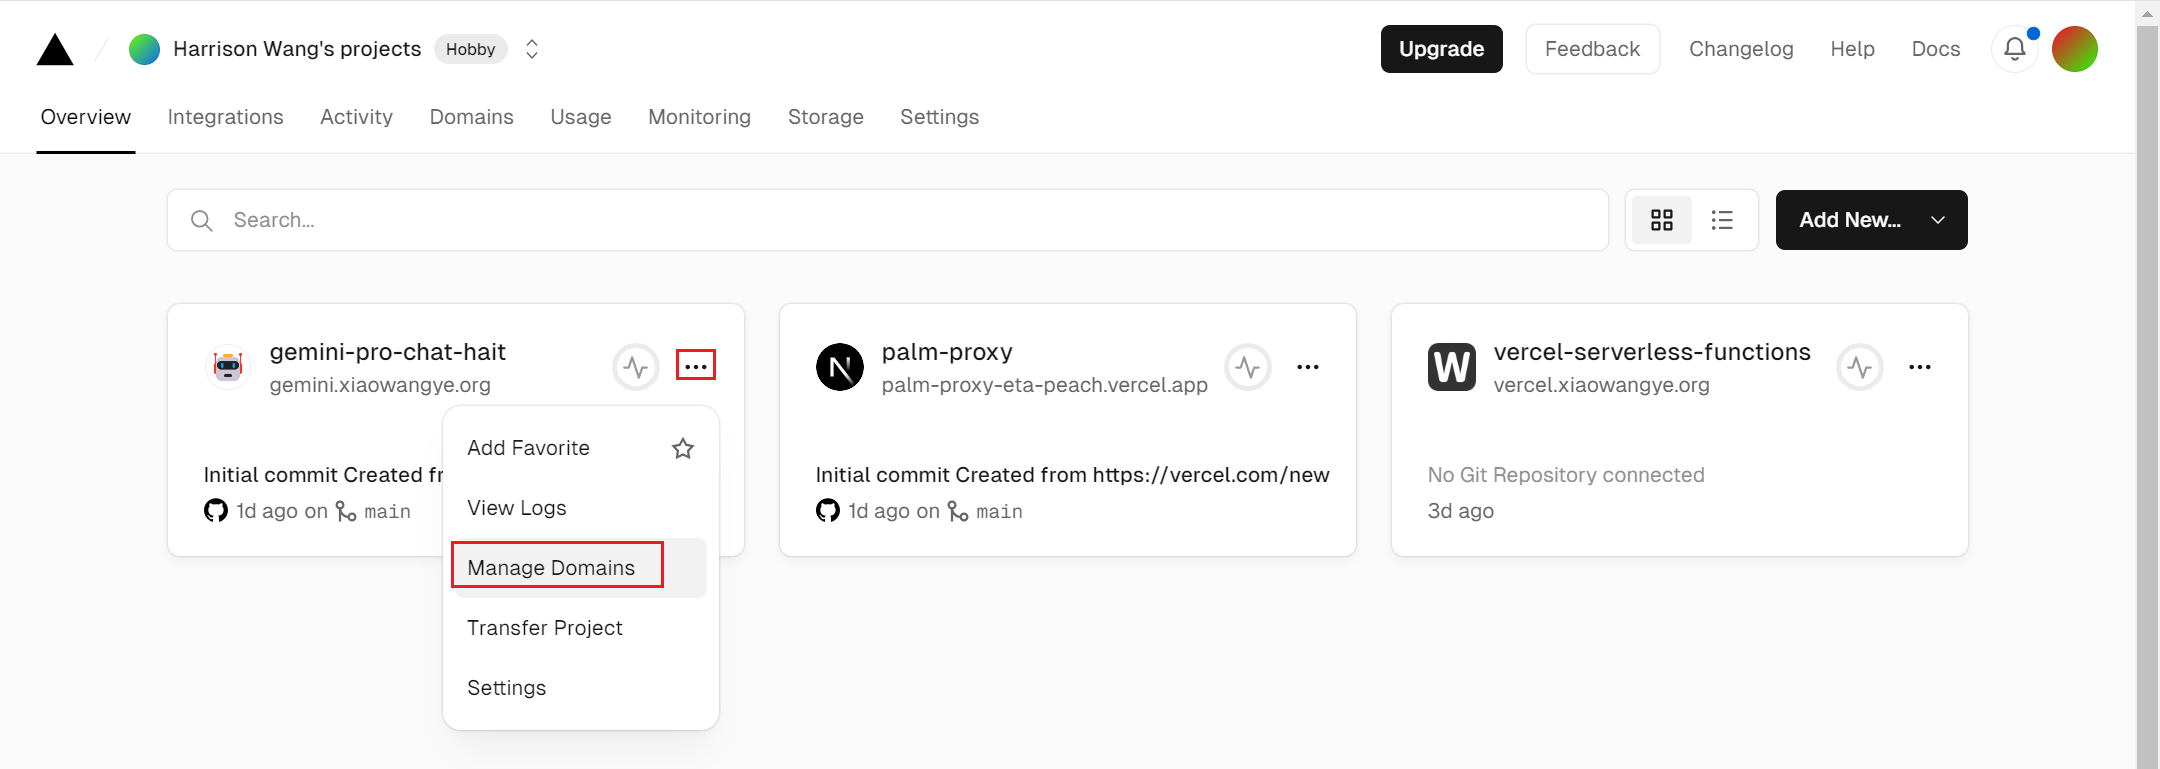 Harrison Wang's projects Hobby Upgrade Feedback Changelog Help Docs
Overview Integrations Activity Domains Usage Monitoring Storage Settings
Search... Add New...
gemini-pro-chat-hait
gemini.xiaowangye.org
Initial commit Created fr
1d ago on main
Add Favorite
View Logs
Manage Domains
Transfer Project
Settings
N
palm-proxy
palm-proxy-eta-peach.vercel.app
Initial commit Created from https://vercel.com/new
1d ago on main
W
vercel-serverless-functions
vercel.xiaowangye.org
No Git Repository connected
3d ago